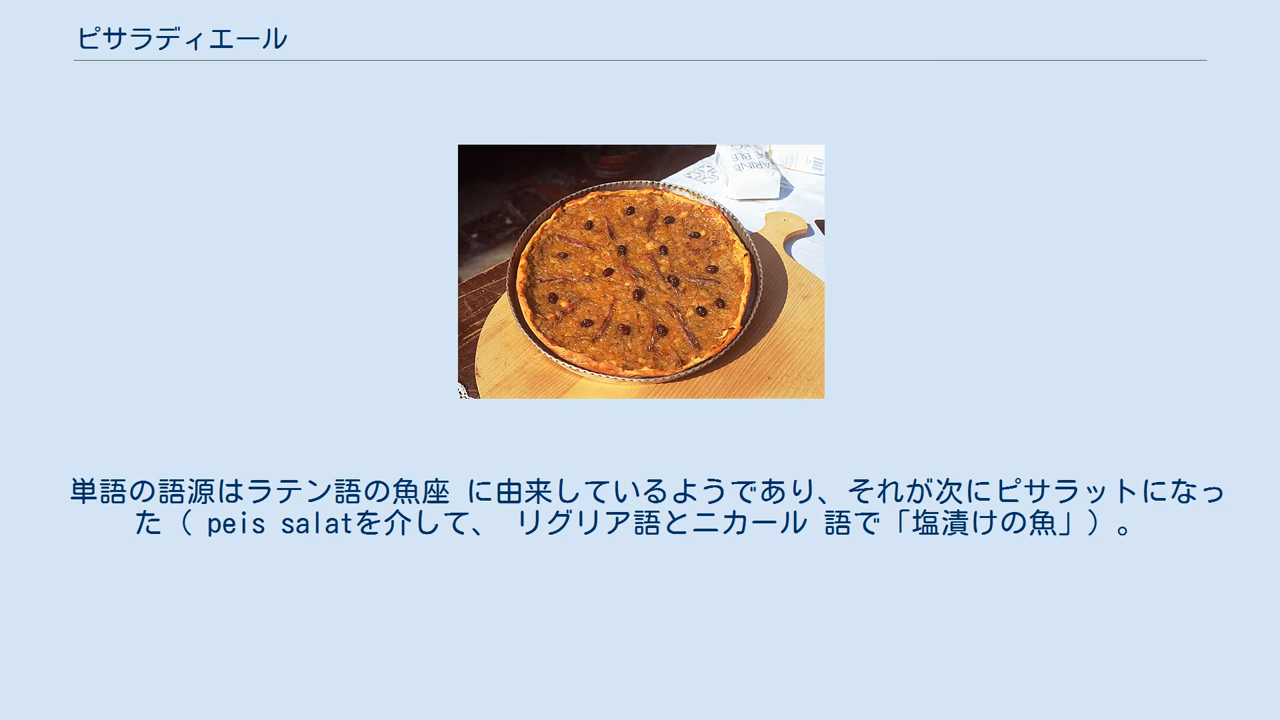 ピサラディエール
FARINE
DE BLE
単語の語源はラテン語の魚座 に由来しているようであり、それが次にピサラットになっ
た（ peis salatを介して、 リグリア語とニカール 語で「塩漬けの魚」）。